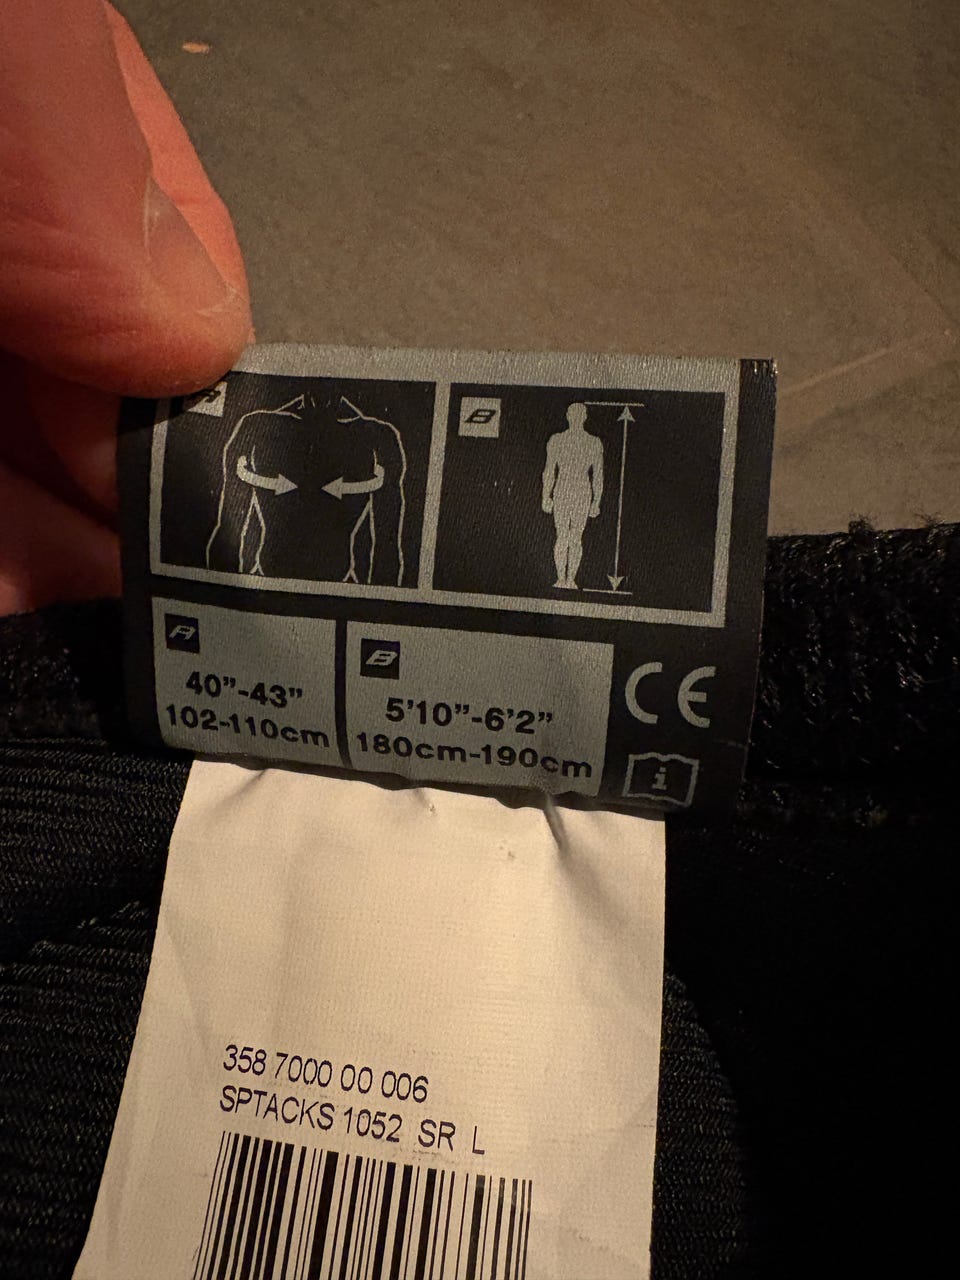 A
B
A
40”-43”
102-110cm
B
5’10”-6’2”
180cm-190cm
CE
i
358 7000 00 006
SPTACKS 1052 SR L